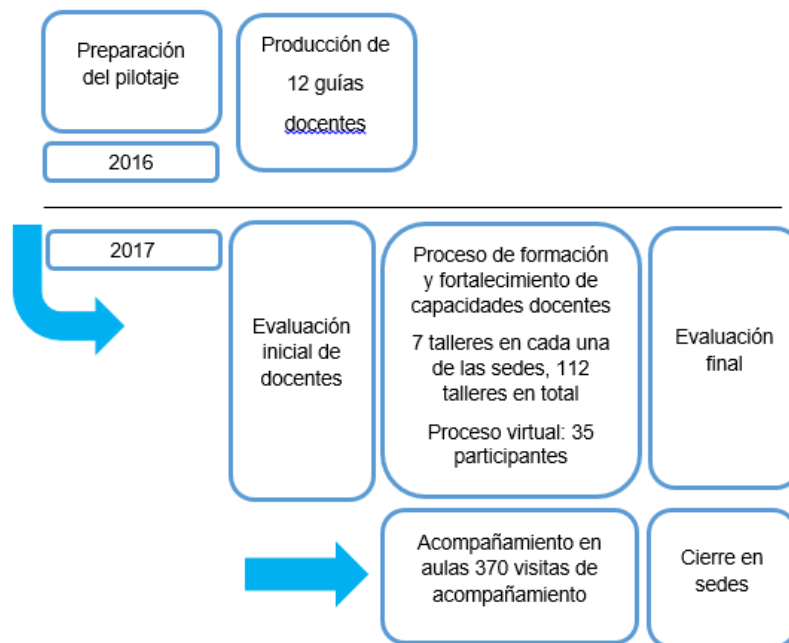 Preparación
del pilotaje
2016
Producción de
12 guías
docentes
2017
Evaluación
inicial de
docentes
Proceso de formación
y fortalecimiento de
capacidades docentes
7 talleres en cada una
de las sedes, 112
talleres en total
Proceso virtual: 35
participantes
Evaluación
final
Acompañamiento en
aulas 370 visitas de
acompañamiento
Cierre en
sedes